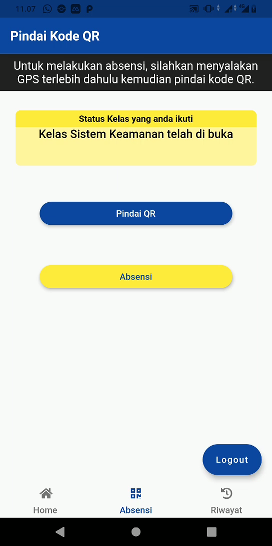 11.07
Pindai Kode QR
Untuk melakukan absensi, silahkan menyalakan
GPS terlebih dahulu kemudian pindai kode QR.
Status Kelas yang anda ikuti
Kelas Sistem Keamanan telah di buka
Pindai QR
Absensi
Logout
Home
Absensi
Riwayat